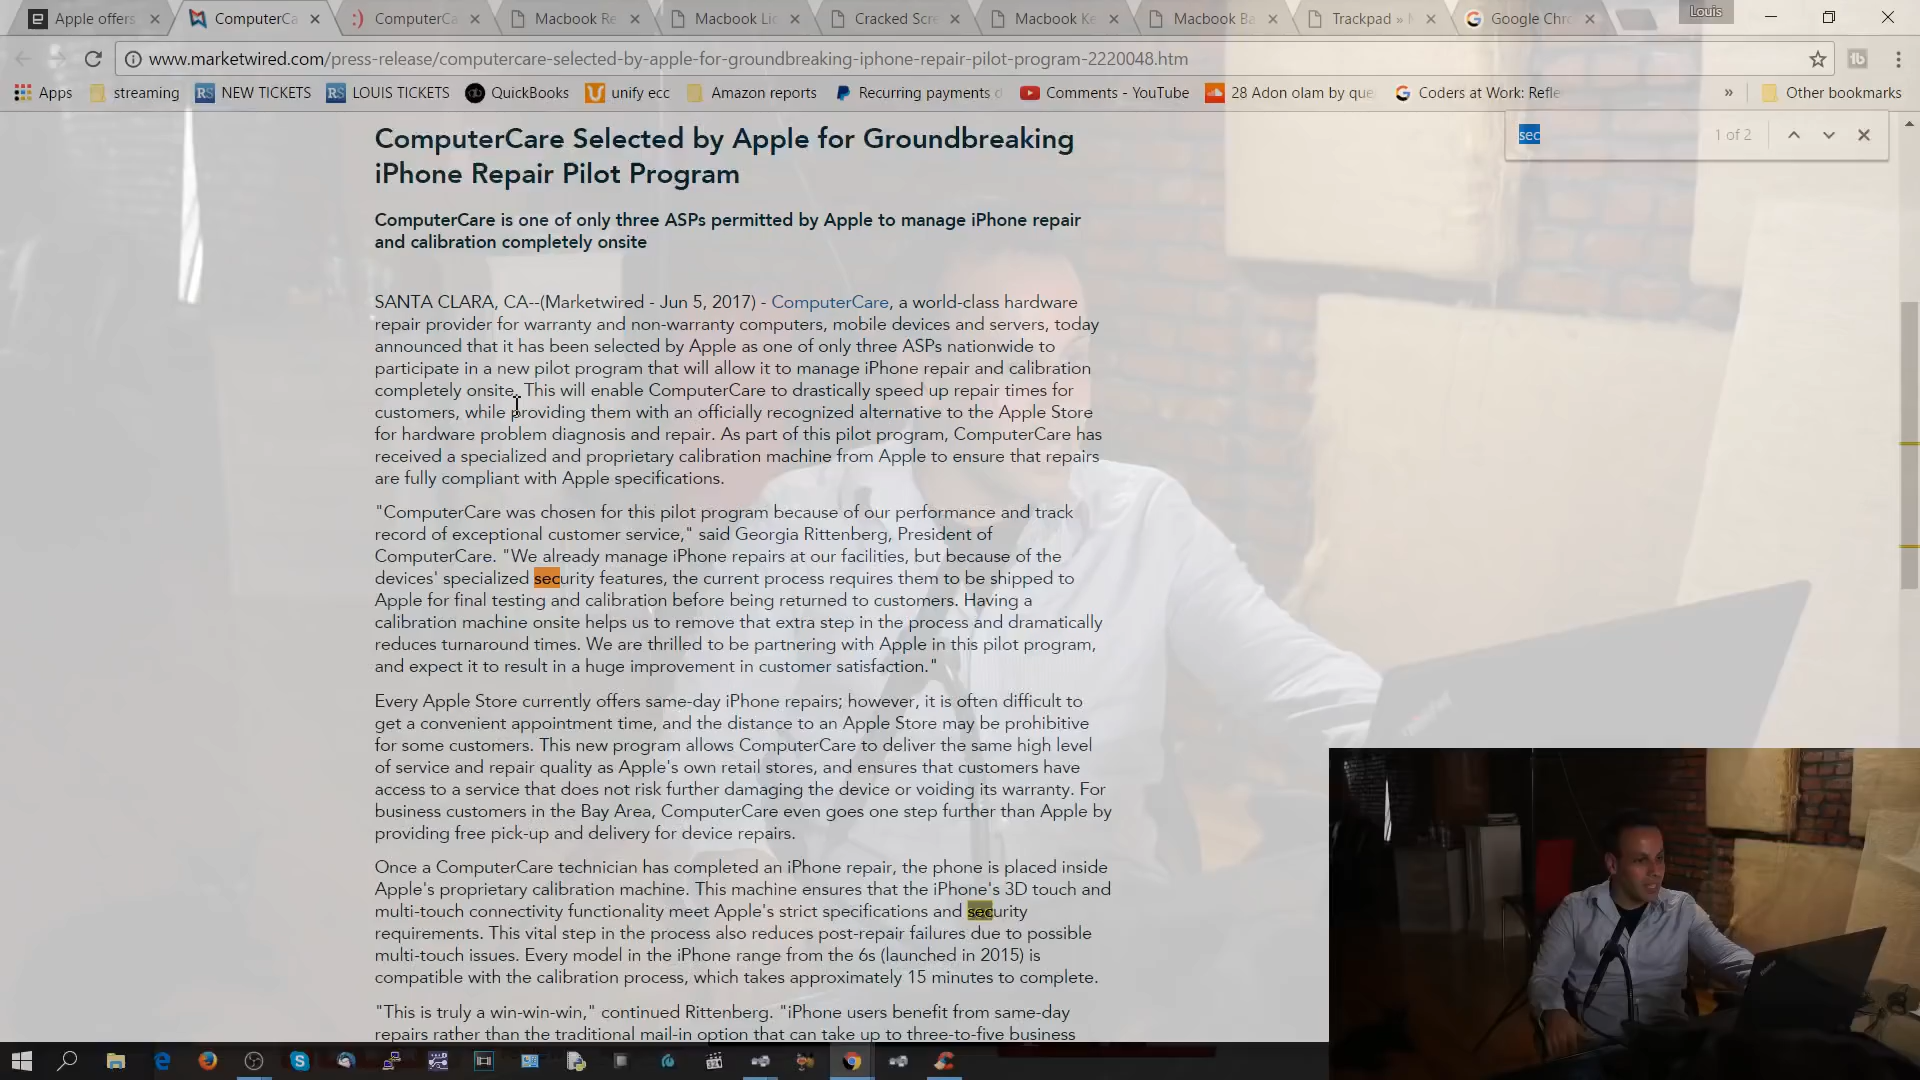 Apple offers
ComputerCa
ComputerCa
Macbook Re
Macbook Lic
Cracked Scre
Macbook Ke
Macbook Ba
Trackpad »
Google Chro
Louis
www.marketwired.com/press-release/computercare-selected-by-apple-for-groundbreaking-iphone-repair-pilot-program-2220048.htm
Apps
streaming
RS NEW TICKETS
RS LOUIS TICKETS
QuickBooks
unify ecc
Amazon reports
Recurring payments
Comments - YouTube
28 Adon olam by que
Coders at Work: Refle
»
Other bookmarks
sec
1 of 2
ComputerCare Selected by Apple for Groundbreaking
iPhone Repair Pilot Program
ComputerCare is one of only three ASPs permitted by Apple to manage iPhone repair
and calibration completely onsite
SANTA CLARA, CA--(Marketwired - Jun 5, 2017) - ComputerCare, a world-class hardware
repair provider for warranty and non-warranty computers, mobile devices and servers, today
announced that it has been selected by Apple as one of only three ASPs nationwide to
participate in a new pilot program that will allow it to manage iPhone repair and calibration
completely onsite. This will enable ComputerCare to drastically speed up repair times for
customers, while providing them with an officially recognized alternative to the Apple Store
for hardware problem diagnosis and repair. As part of this pilot program, ComputerCare has
received a specialized and proprietary calibration machine from Apple to ensure that repairs
are fully compliant with Apple specifications.
"ComputerCare was chosen for this pilot program because of our performance and track
record of exceptional customer service," said Georgia Rittenberg, President of
ComputerCare. "We already manage iPhone repairs at our facilities, but because of the
devices' specialized security features, the current process requires them to be shipped to
Apple for final testing and calibration before being returned to customers. Having a
calibration machine onsite helps us to remove that extra step in the process and dramatically
reduces turnaround times. We are thrilled to be partnering with Apple in this pilot program,
and expect it to result in a huge improvement in customer satisfaction."
Every Apple Store currently offers same-day iPhone repairs; however, it is often difficult to
get a convenient appointment time, and the distance to an Apple Store may be prohibitive
for some customers. This new program allows ComputerCare to deliver the same high level
of service and repair quality as Apple's own retail stores, and ensures that customers have
access to a service that does not risk further damaging the device or voiding its warranty. For
business customers in the Bay Area, ComputerCare even goes one step further than Apple by
providing free pick-up and delivery for device repairs.
Once a ComputerCare technician has completed an iPhone repair, the phone is placed inside
Apple's proprietary calibration machine. This machine ensures that the iPhone's 3D touch and
multi-touch connectivity functionality meet Apple's strict specifications and security
requirements. This vital step in the process also reduces post-repair failures due to possible
multi-touch issues. Every model in the iPhone range from the 6s (launched in 2015) is
compatible with the calibration process, which takes approximately 15 minutes to complete.
"This is truly a win-win-win," continued Rittenberg. "iPhone users benefit from same-day
repairs rather than the traditional mail-in option that can take up to three-to-five business